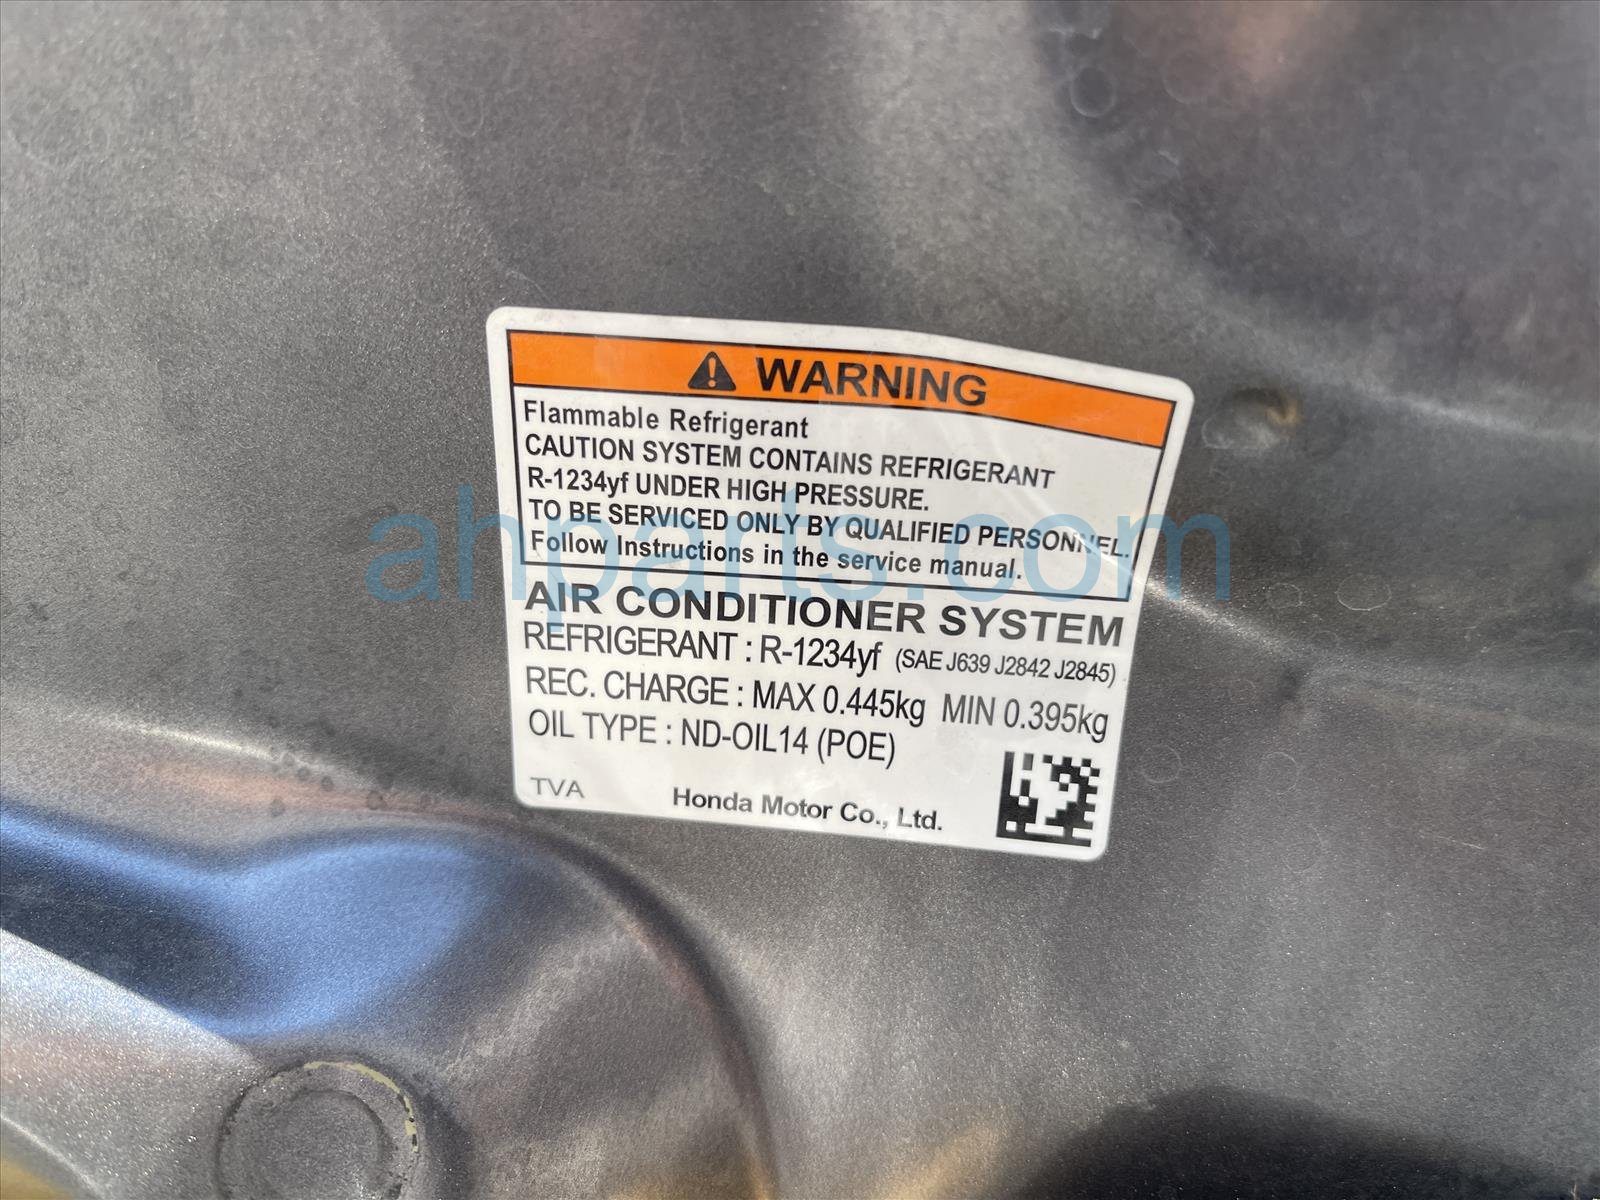 WARNING
Flammable Refrigerant
CAUTION SYSTEM CONTAINS REFRIGERANT
R-1234yf UNDER HIGH PRESSURE.
TO BE SERVICED ONLY BY QUALIFIED PERSONNEL.
Follow Instructions in the service manual.
AIR CONDITIONER SYSTEM
REFRIGERANT : R-1234yf (SAE J639 J2842 J2845)
REC. CHARGE : MAX 0.445kg MIN 0.395kg
OIL TYPE : ND-OIL14 (POE)
TVA Honda Motor Co., Ltd.
ahparts.com